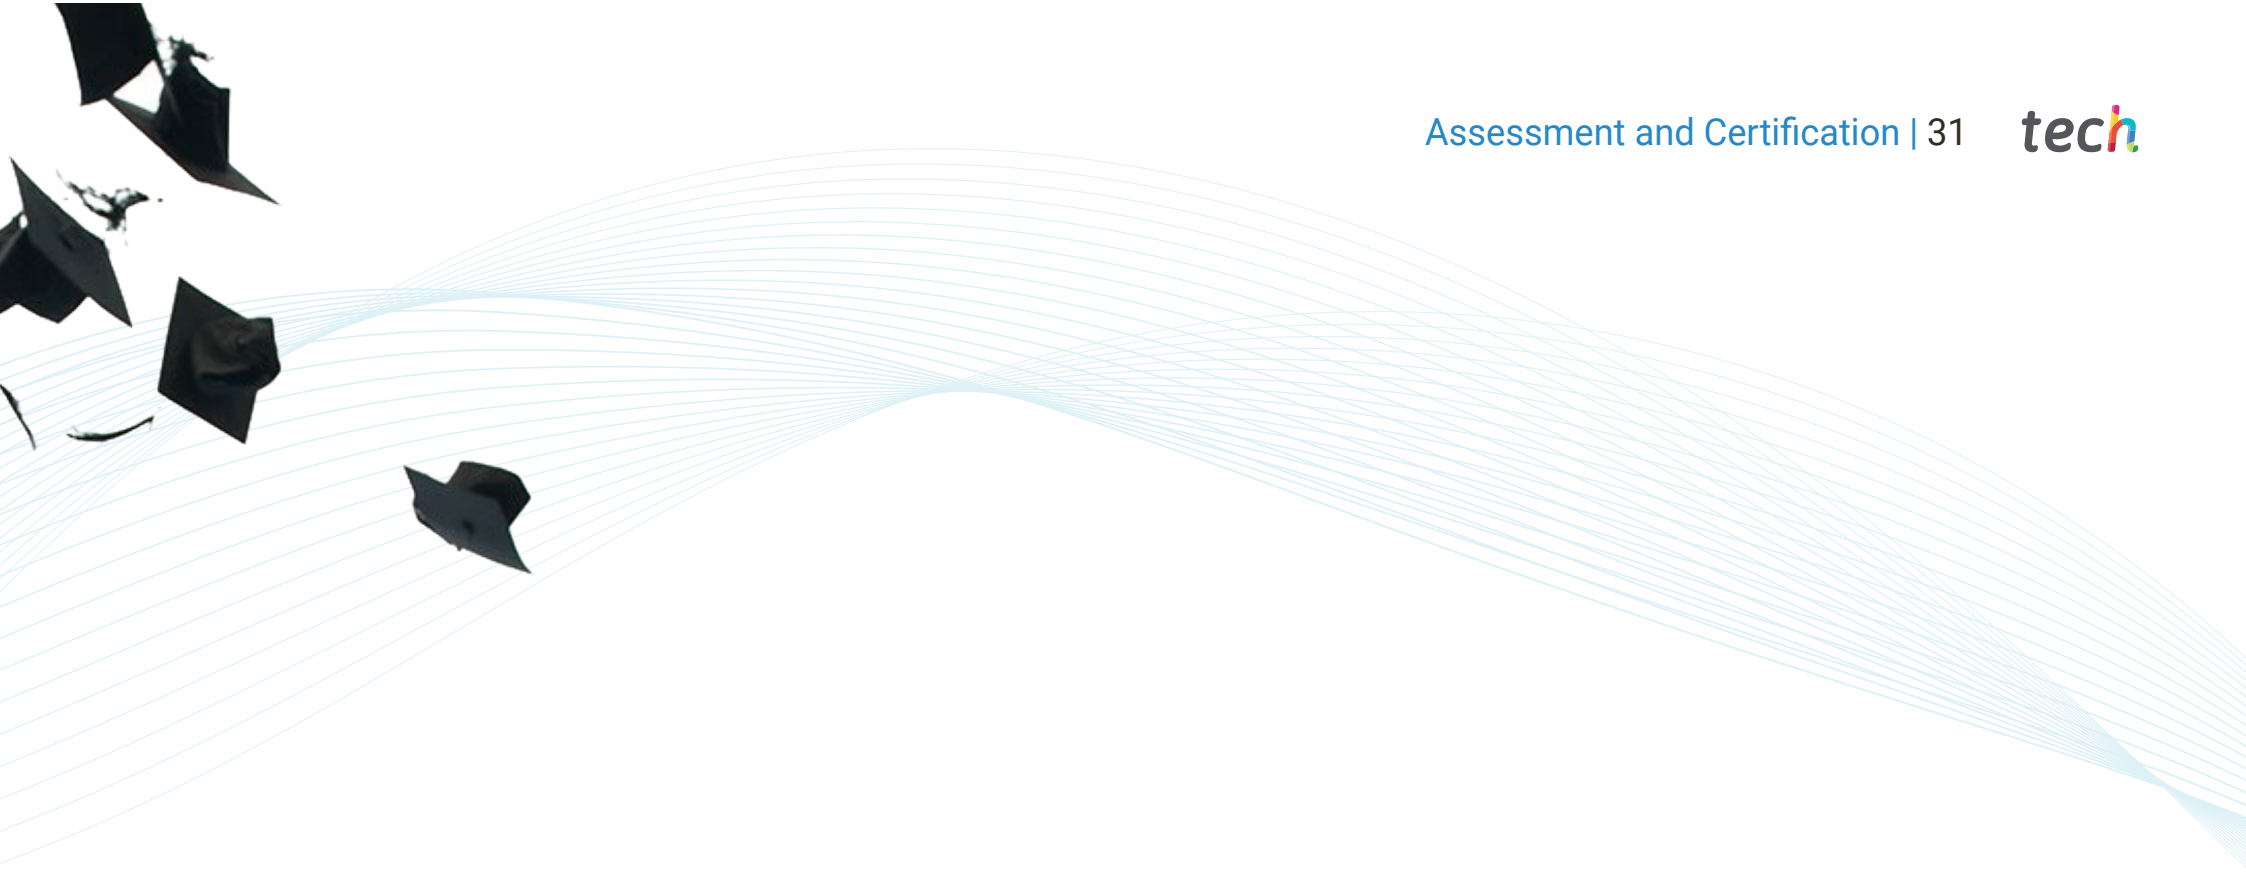 Assessment and Certification | 31 tech